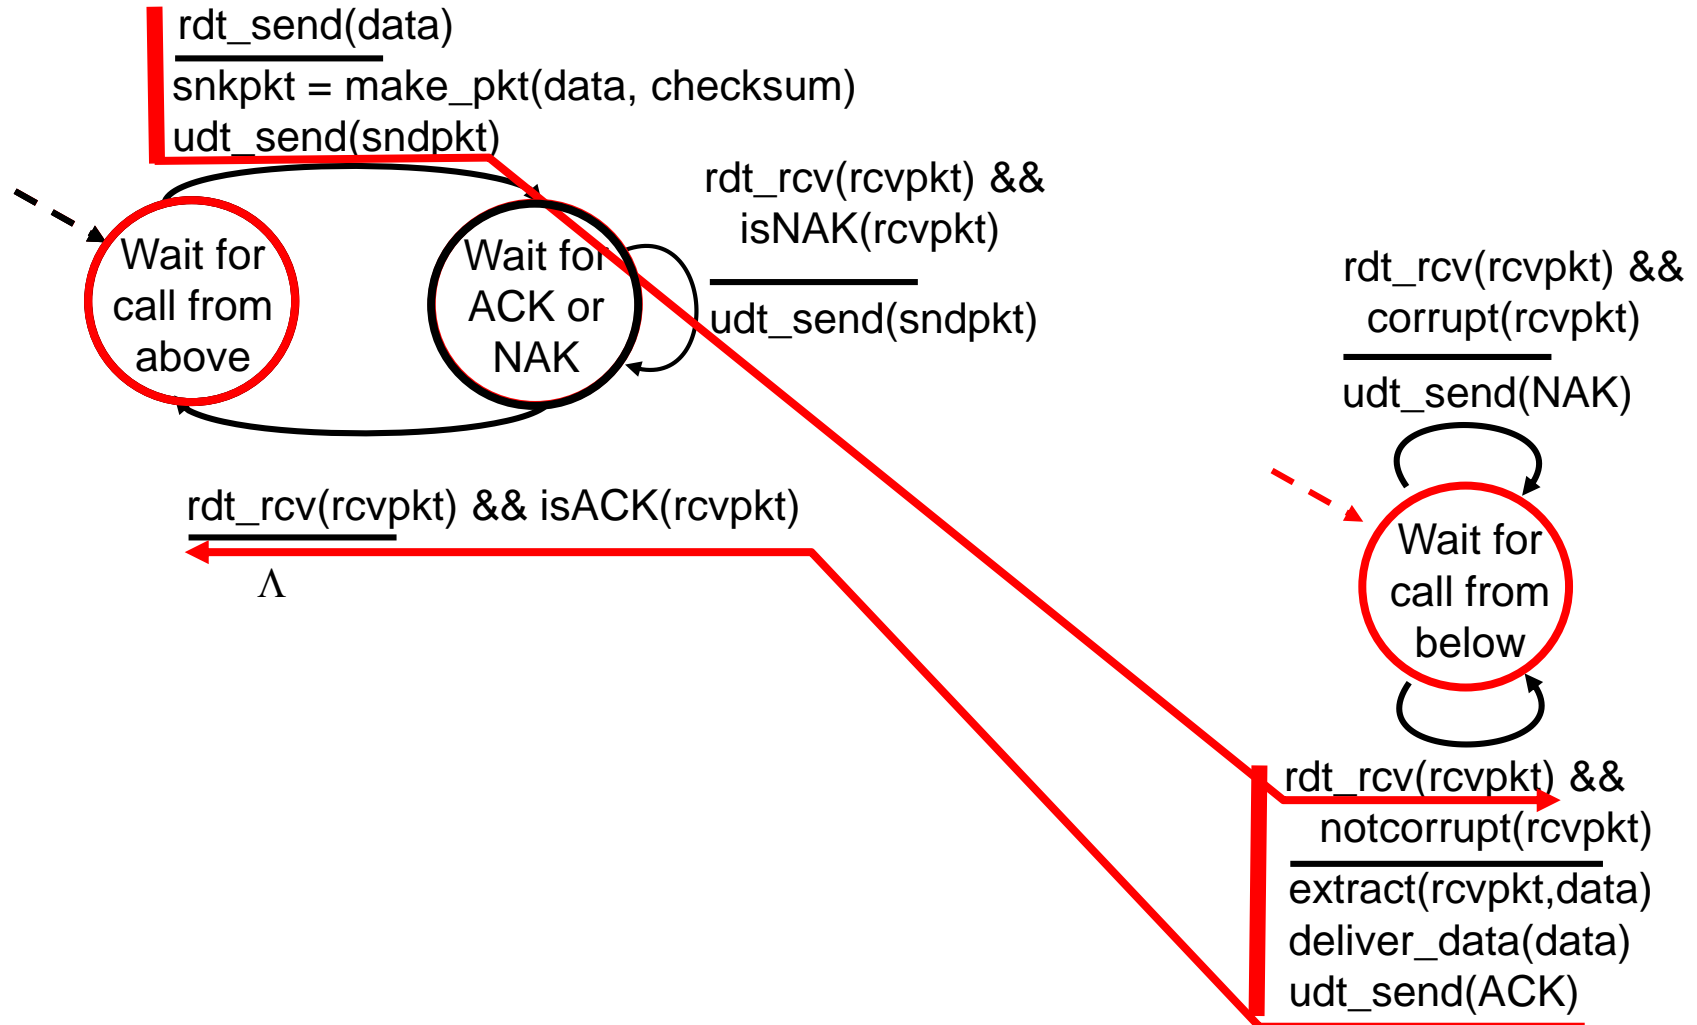 rdt_send(data)
snkpkt = make_pkt(data, checksum)
udt_send(sndpkt)
Wait for
call from
above
Wait for
ACK or
NAK
rdt_rcv(rcvpkt) &&
isNAK(rcvpkt)
udt_send(sndpkt)
rdt_rcv(rcvpkt) && isACK(rcvpkt)
Λ
rdt_rcv(rcvpkt) &&
corrupt(rcvpkt)
udt_send(NAK)
Wait for
call from
below
rdt_rcv(rcvpkt) &&
notcorrupt(rcvpkt)
extract(rcvpkt,data)
deliver_data(data)
udt_send(ACK)